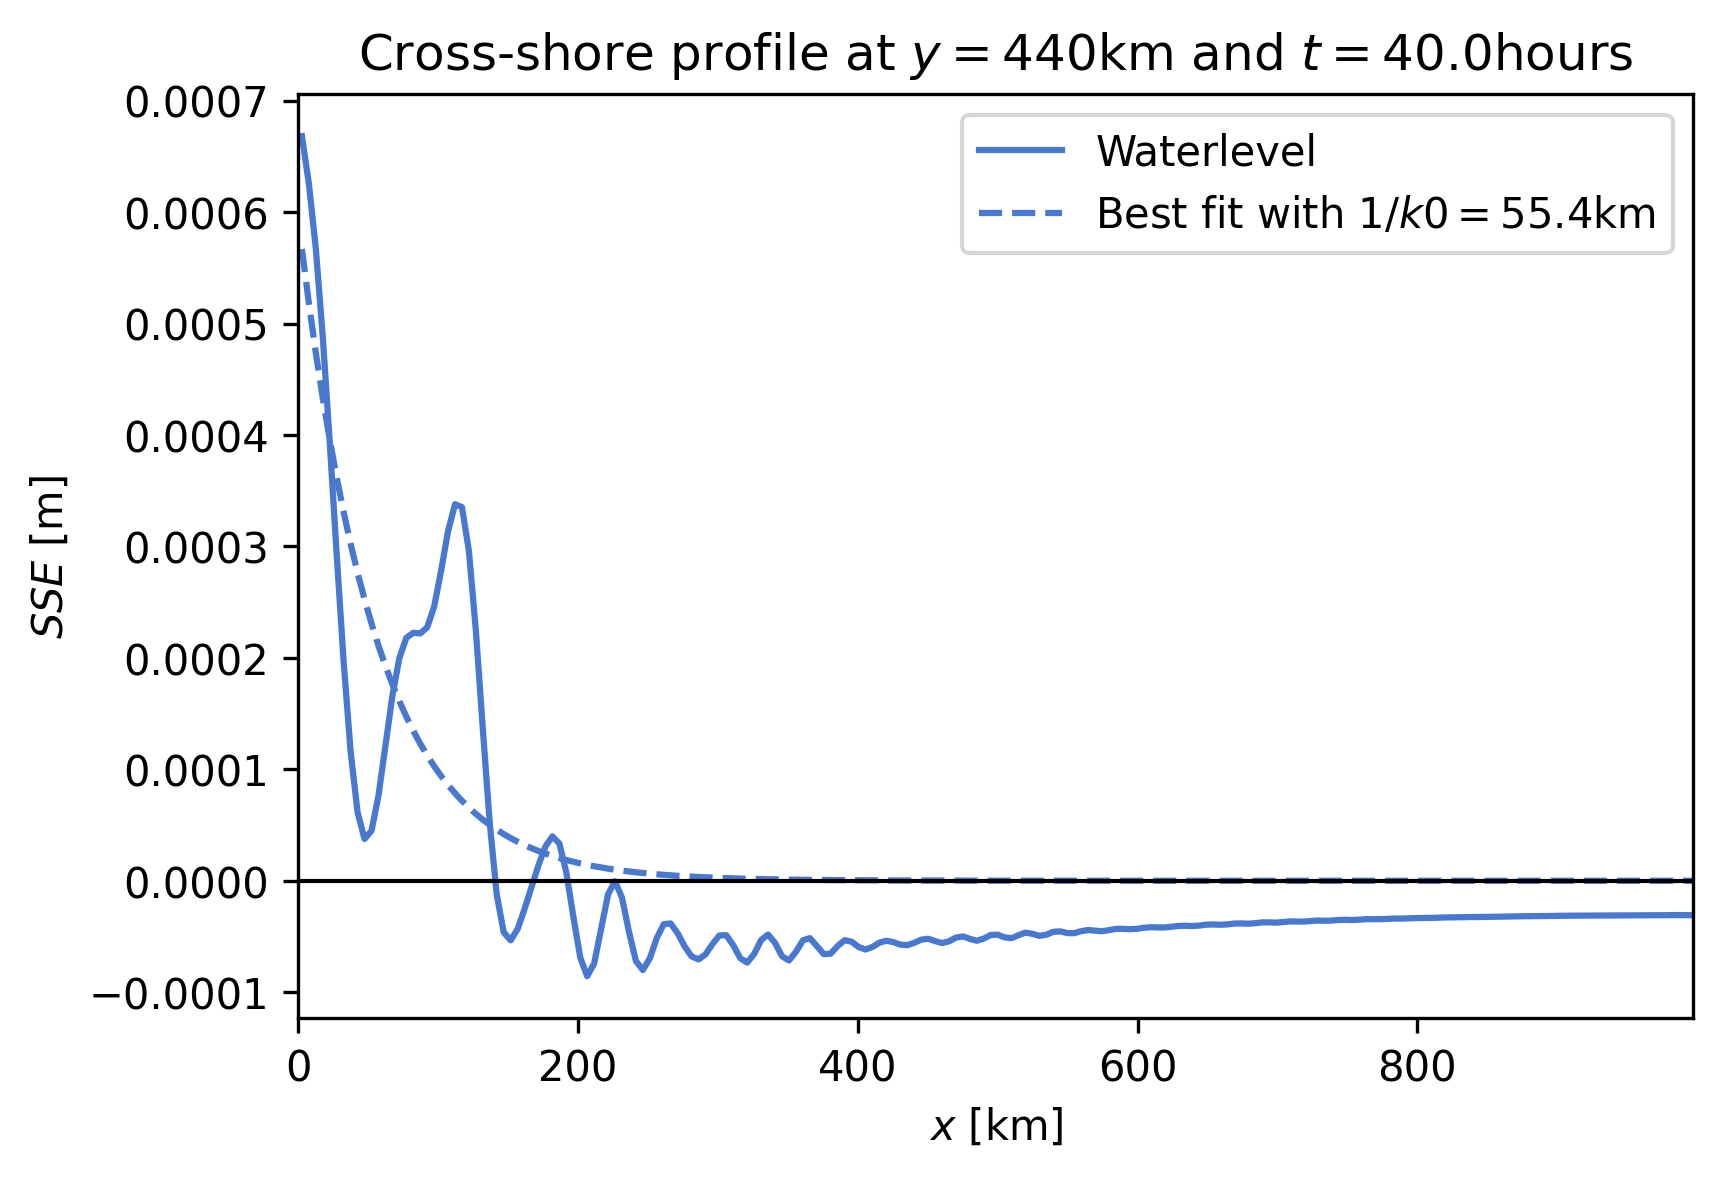 Cross-shore profile at y = 440km and t = 40.0hours
0.0007
0.0006
0.0005
0.0004
0.0003
0.0002
0.0001
0.0000
−0.0001
SSE [m]
Waterlevel
Best fit with 1/k0 = 55.4km
0 200 400 600 800
x [km]